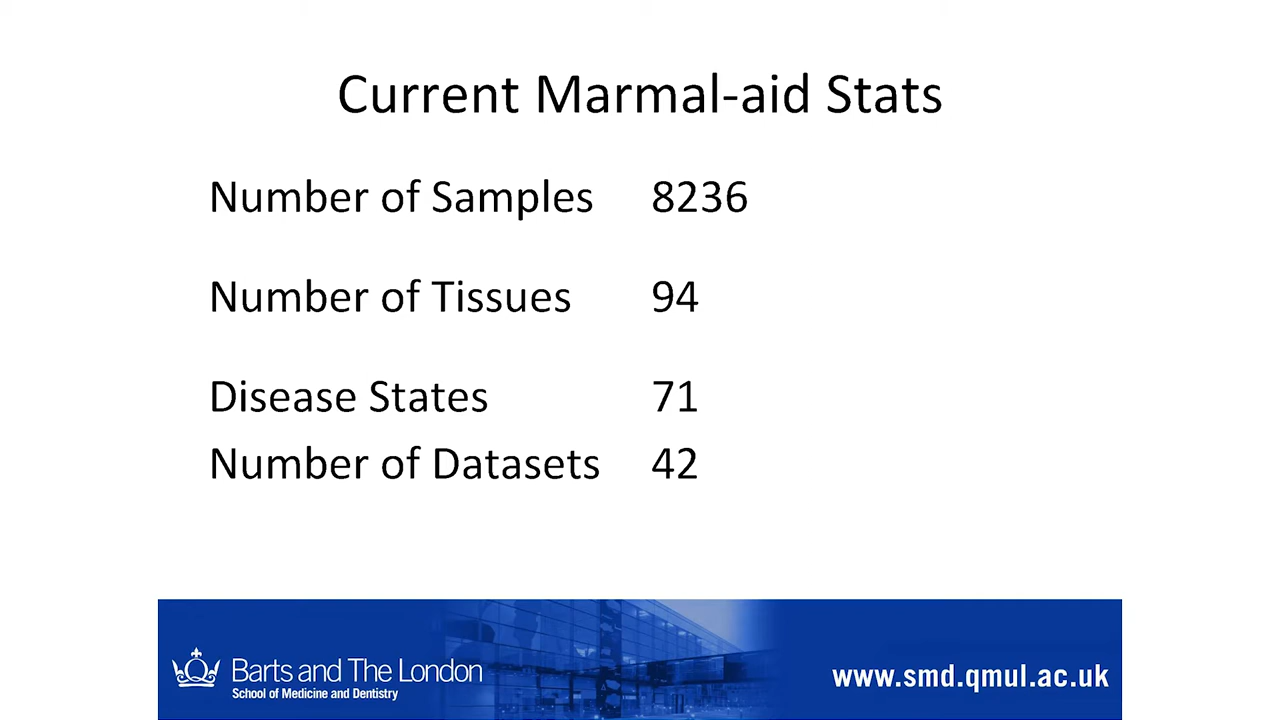 Current Marmal-aid Stats
Number of Samples 8236
Number of Tissues 94
Disease States 71
Number of Datasets 42
Barts and The London
School of Medicine and Dentistry
www.smd.qmul.ac.uk